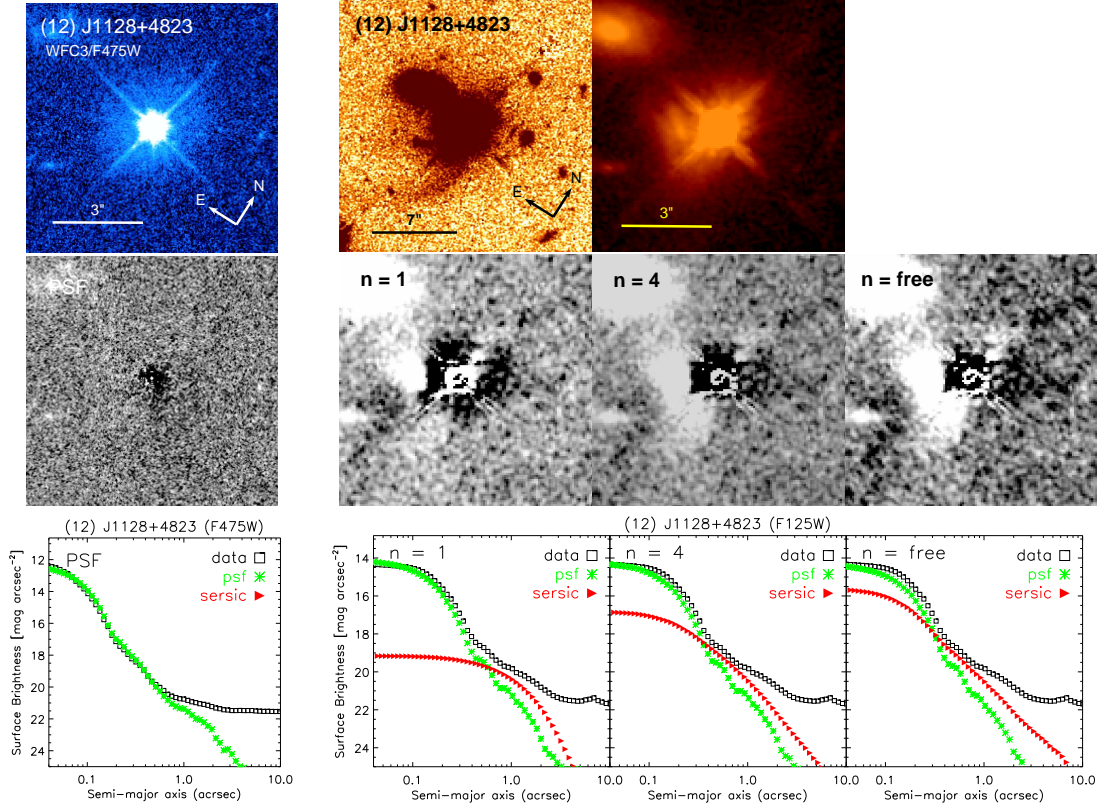 (12) J1128+4823
WFC3/F475W
E
N
3"
(12) J1128+4823
E
N
7"
3"
PSF
n = 1
n = 4
n = free
(12) J1128+4823 (F475W)
PSF
data
psf
sersic
12
14
16
18
20
22
24
Surface Brightness [mag arcsec⁻²]
0.1
1.0
10.0
Semi-major axis (acrsec)
(12) J1128+4823 (F125W)
n = 1
data
psf
sersic
n = 4
data
psf
sersic
n = free
data
psf
sersic
14
16
18
20
22
24
Surface Brightness [mag arcsec⁻²]
0.1
1.0
10.0
0.1
1.0
10.0
0.1
1.0
10.0
Semi-major axis (acrsec)
Semi-major axis (acrsec)
Semi-major axis (acrsec)